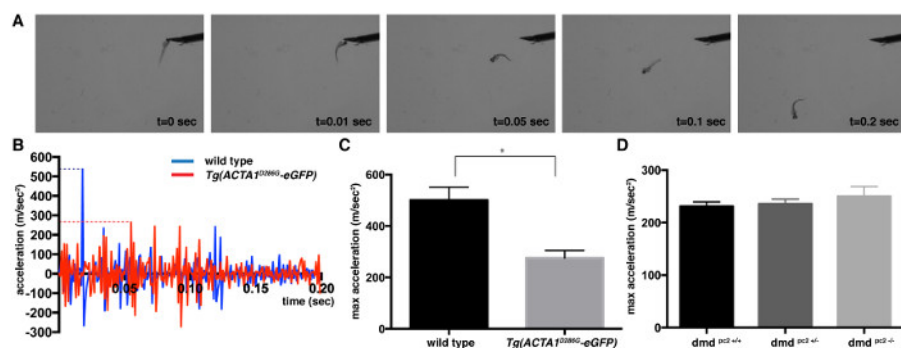 A
t=0 sec
t=0.01 sec
t=0.05 sec
t=0.1 sec
t=0.2 sec
B
600
500
400
300
200
100
0
-100
-200
-300
acceleration (m/sec²)
wild type
Tg(ACTA1ᴰ²⁸⁶ᴳ-eGFP)
0.05
0.10
0.15
0.20
time (sec)
C
*
max acceleration (m/sec²)
600
400
200
0
wild type
Tg(ACTA1ᴰ²⁸⁶ᴳ-eGFP)
D
max acceleration (m/sec²)
300
200
100
0
dmd pc2 +/+
dmd pc2 +/-
dmd pc2 -/-